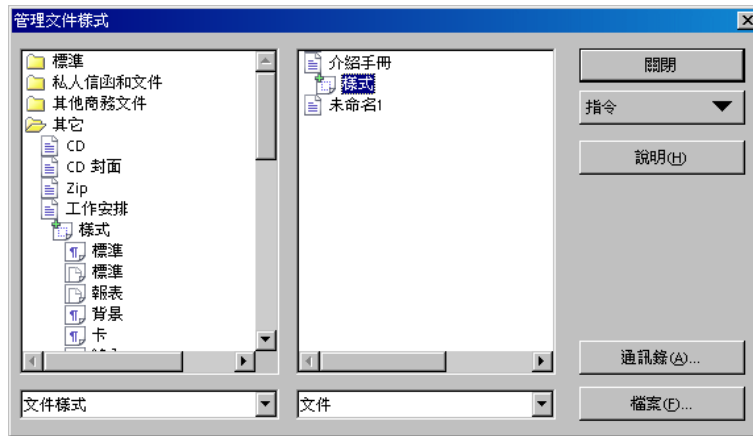 管理文件樣式
標準
私人信函和文件
其他商務文件
其它
CD
CD 封面
Zip
工作安排
樣式
標準
標準
報表
背景
卡
文件樣式
介紹手冊
樣式
未命名1
文件
關閉
指令
說明(H)
通訊錄(A)...
檔案(F)...